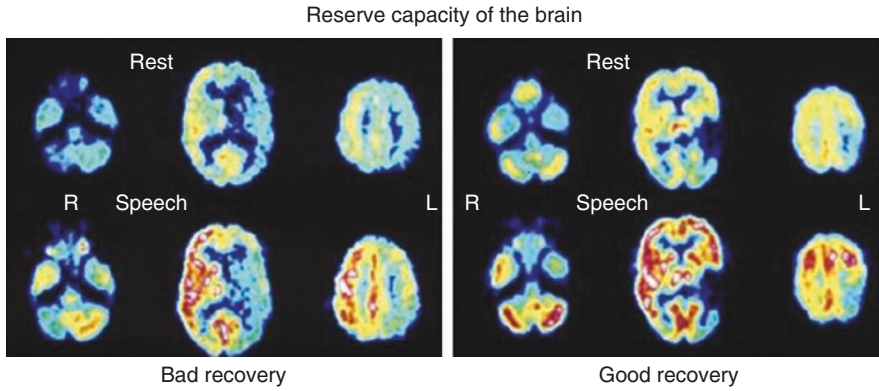 Reserve capacity of the brain
Rest
R Speech L
Bad recovery
Rest
R Speech L
Good recovery